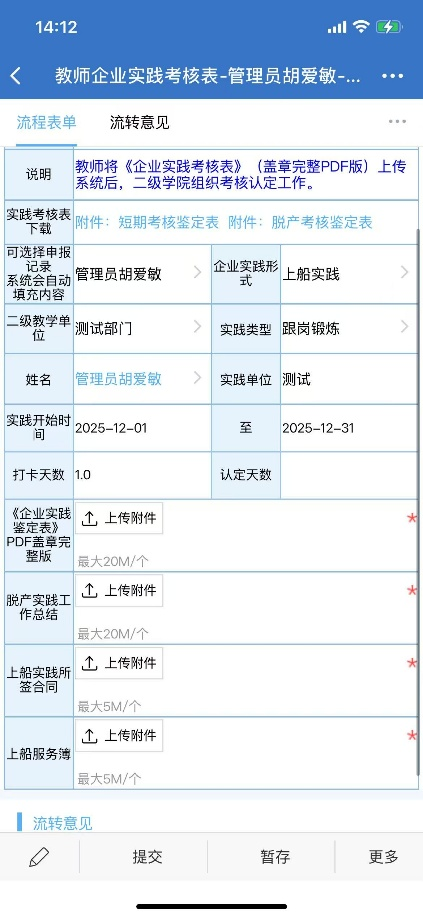 14:12
教师企业实践考核表-管理员胡爱敏-...
流程表单 流转意见
说明
教师将《企业实践考核表》（盖章完整PDF版）上传
系统后，二级学院组织考核认定工作。
实践考核表
下载
附件：短期考核鉴定表 附件：脱产考核鉴定表
可选择申报
记录
系统会自动
填充内容
管理员胡爱敏
企业实践形
式
上船实践
二级教学单
位
测试部门
实践类型
跟岗锻炼
姓名
管理员胡爱敏
实践单位
测试
实践开始时
间
2025-12-01
至
2025-12-31
打卡天数
1.0
认定天数
《企业实践
鉴定表》
PDF盖章完
整版
上传附件
*
最大20M/个
脱产实践工
作总结
上传附件
*
最大20M/个
上船实践所
签合同
上传附件
*
最大5M/个
上船服务簿
上传附件
*
最大5M/个
流转意见
提交 暂存 更多